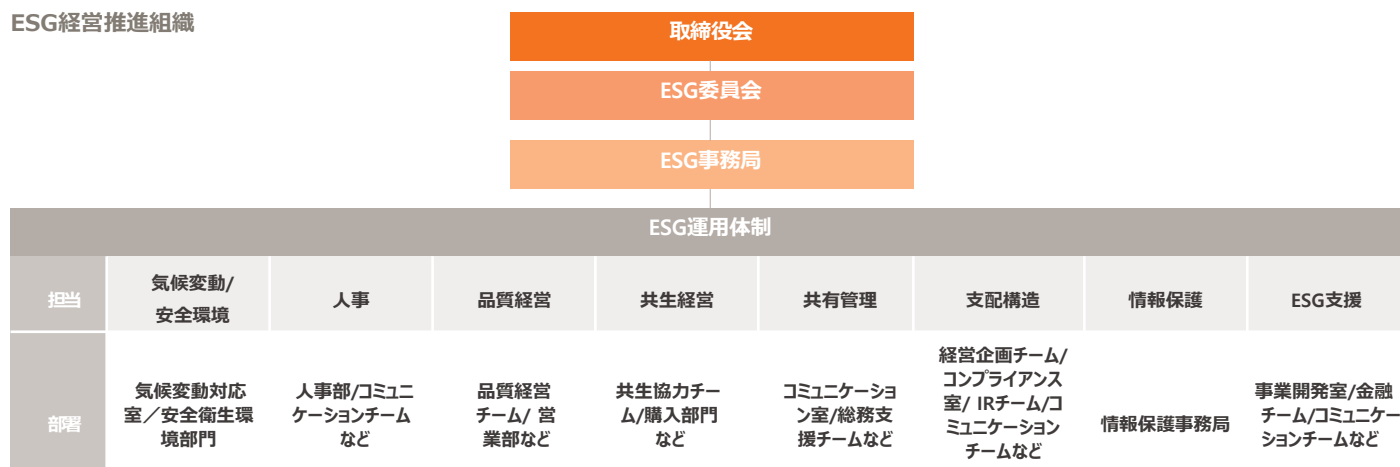 ESG経営推進組織
取締役会
ESG委員会
ESG事務局
ESG運用体制
担当
気候変動/
安全環境
人事
品質経営
共生経営
共有管理
支配構造
情報保護
ESG支援
部署
気候変動対応
室／安全衛生環
境部門
人事部/コミュニ
ケーションチーム
など
品質経営
チーム/ 営
業部など
共生協力チー
ム/購入部門
など
コミュニケーショ
ン室/総務支
援チームなど
経営企画チーム/
コンプライアンス
室/ IRチーム/コ
ミュニケーション
チームなど
情報保護事務局
事業開発室/金融
チーム/コミュニケー
ションチームなど